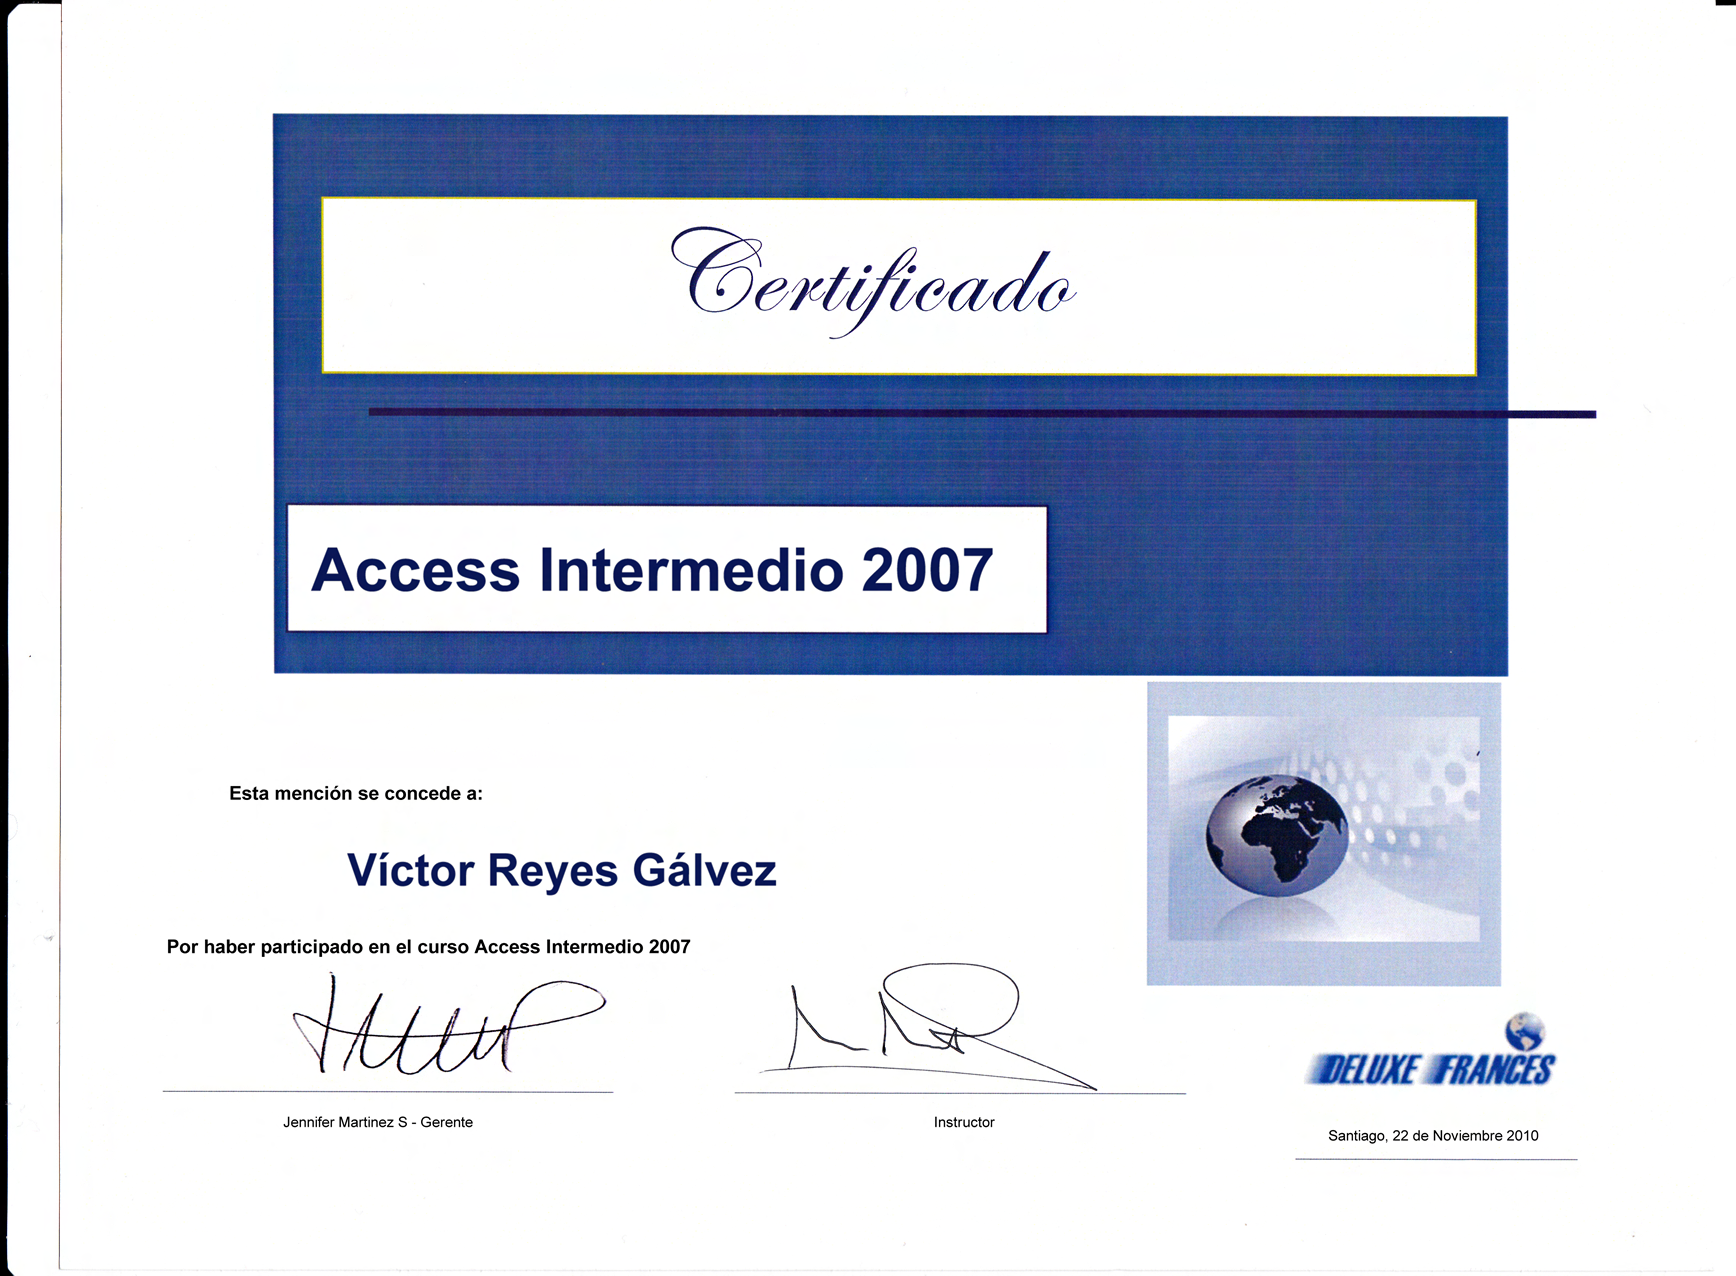 Certificado
Access Intermedio 2007
Esta mención se concede a:
Víctor Reyes Gálvez
Por haber participado en el curso Access Intermedio 2007
Jennifer Martinez S - Gerente
Instructor
DELUXE FRANCES
Santiago, 22 de Noviembre 2010